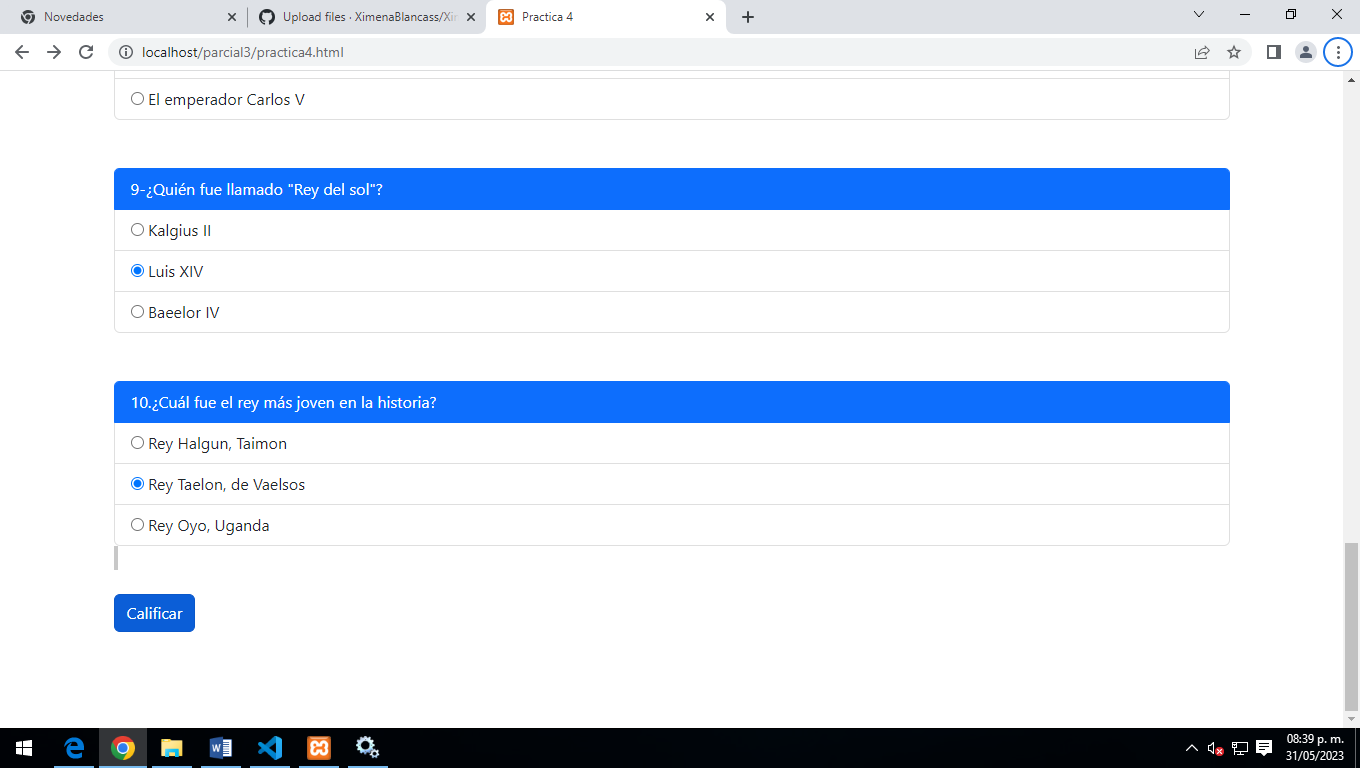 Novedades
Upload files · XimenaBlancass/Xir
Practica 4
localhost/parcial3/practica4.html
El emperador Carlos V
9-¿Quién fue llamado "Rey del sol"?
Kalgius II
Luis XIV
Baeelor IV
10.¿Cuál fue el rey más joven en la historia?
Rey Halgun, Taimon
Rey Taelon, de Vaelsos
Rey Oyo, Uganda
Calificar
08:39 p. m.
31/05/2023